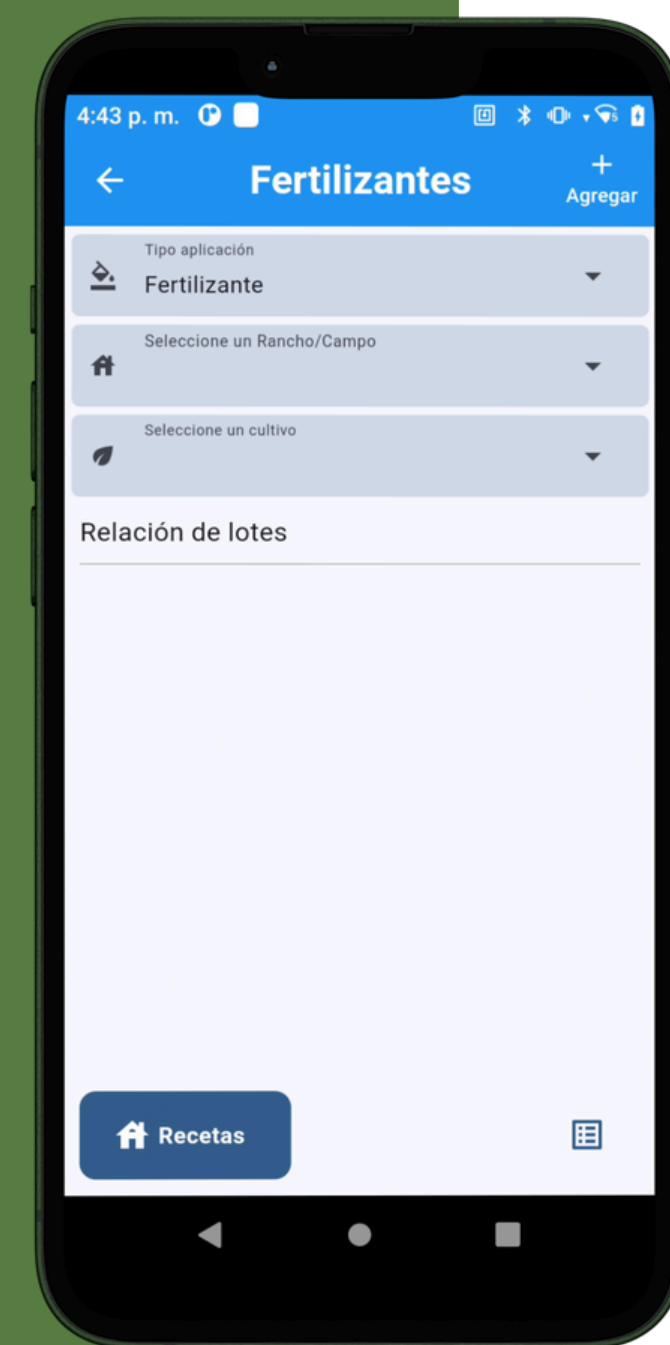 4:43 p. m.
Fertilizantes
Agregar
Tipo aplicación
Fertilizante
Seleccione un Rancho/Campo
Seleccione un cultivo
Relación de lotes
Recetas